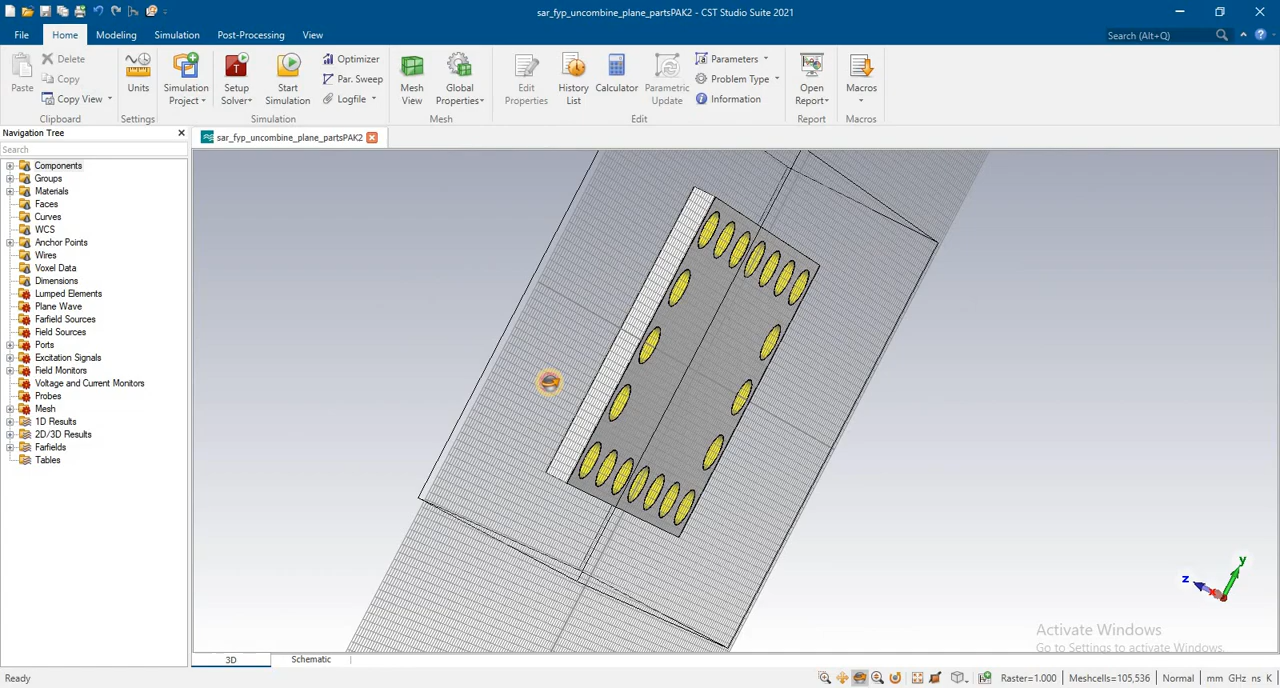 sar_fyp_uncombine_plane_partsPAK2 - CST Studio Suite 2021
File Home Modeling Simulation Post-Processing View Search (Alt+Q)
Paste
Delete
Copy
Copy View
Clipboard
Units
Settings
Simulation Project
Setup Solver
Start Simulation
Optimizer
Par. Sweep
Logfile
Simulation
Mesh View
Global Properties
Mesh
Edit Properties
History List
Calculator
Parametric Update
Parameters
Problem Type
Information
Edit
Open Report
Report
Macros
Macros
Navigation Tree
Search
sar_fyp_uncombine_plane_partsPAK2
Components
Groups
Materials
Faces
Curves
WCS
Anchor Points
Wires
Voxel Data
Dimensions
Lumped Elements
Plane Wave
Farfield Sources
Field Sources
Ports
Excitation Signals
Field Monitors
Voltage and Current Monitors
Probes
Mesh
1D Results
2D/3D Results
Farfields
Tables
y
z
x
Activate Windows
Go to Settings to activate Windows.
3D Schematic
Ready Raster=1.000 Meshcells=105,536 Normal mm GHz ns K